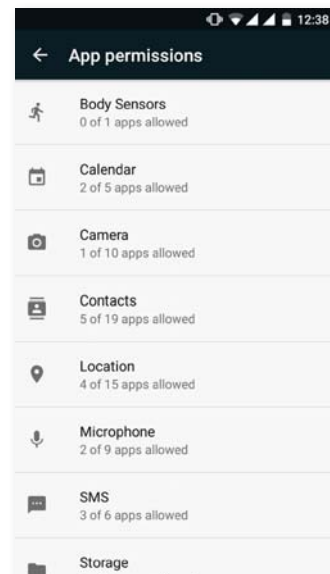 12:38
App permissions
Body Sensors
0 of 1 apps allowed
Calendar
2 of 5 apps allowed
Camera
1 of 10 apps allowed
Contacts
5 of 19 apps allowed
Location
4 of 15 apps allowed
Microphone
2 of 9 apps allowed
SMS
3 of 6 apps allowed
Storage